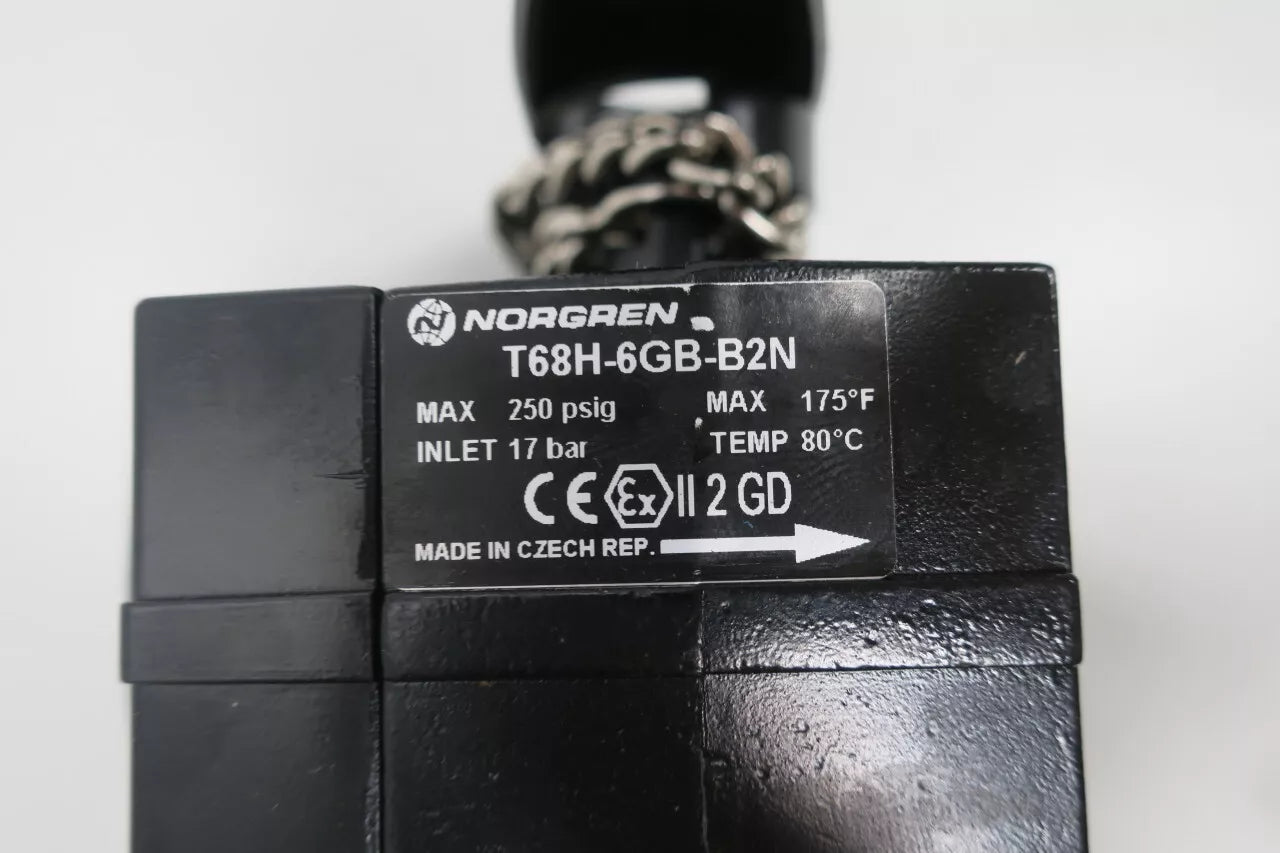 NORGREN
T68H-6GB-B2N
MAX 250 psig MAX 175°F
INLET 17 bar TEMP 80°C
CE Ex II 2 GD
MADE IN CZECH REP.